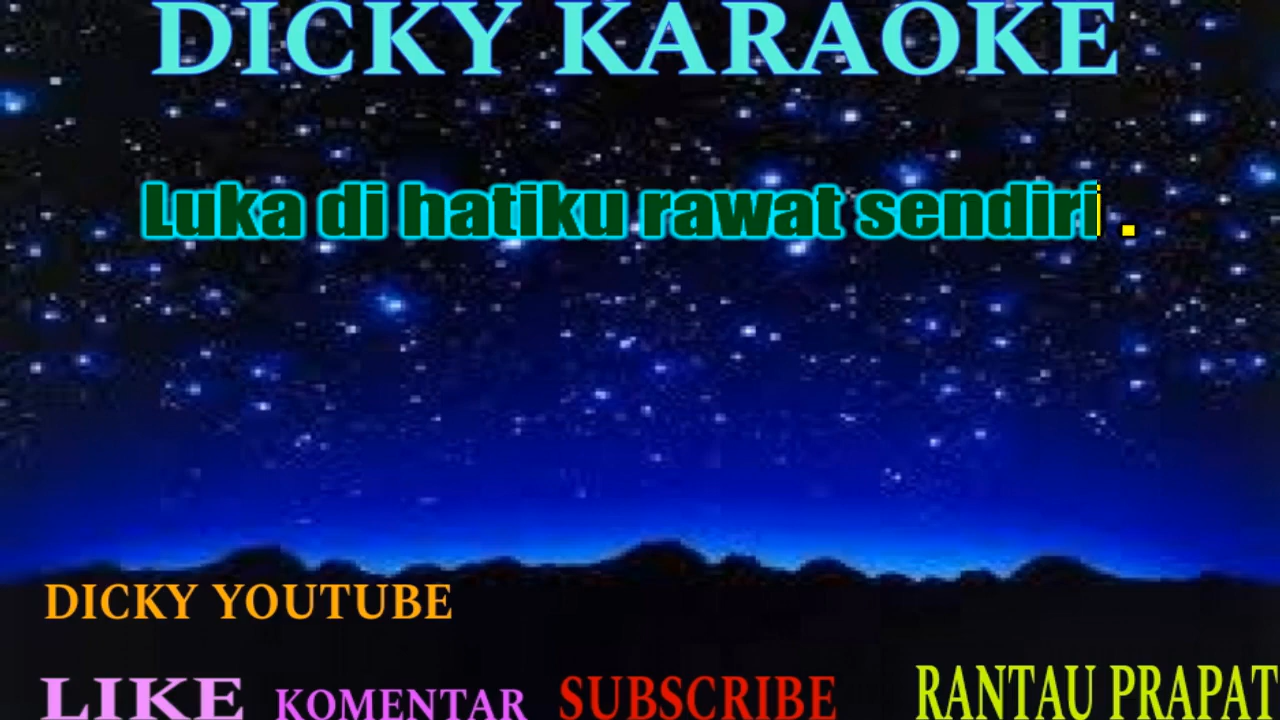 DICKY KARAOKE
Luka di hatiku rawat sendiri .
DICKY YOUTUBE
LIKE KOMENTAR SUBSCRIBE RANTAU PRAPAT